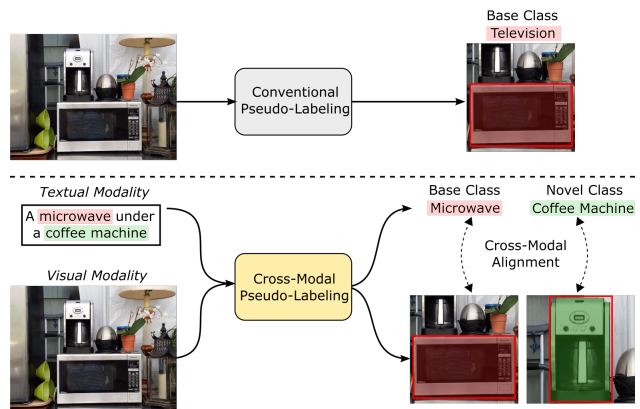 Base Class
Television
Conventional
Pseudo-Labeling
Textual Modality
A microwave under
a coffee machine
Visual Modality
Cross-Modal
Pseudo-Labeling
Base Class
Microwave
Novel Class
Coffee Machine
Cross-Modal
Alignment